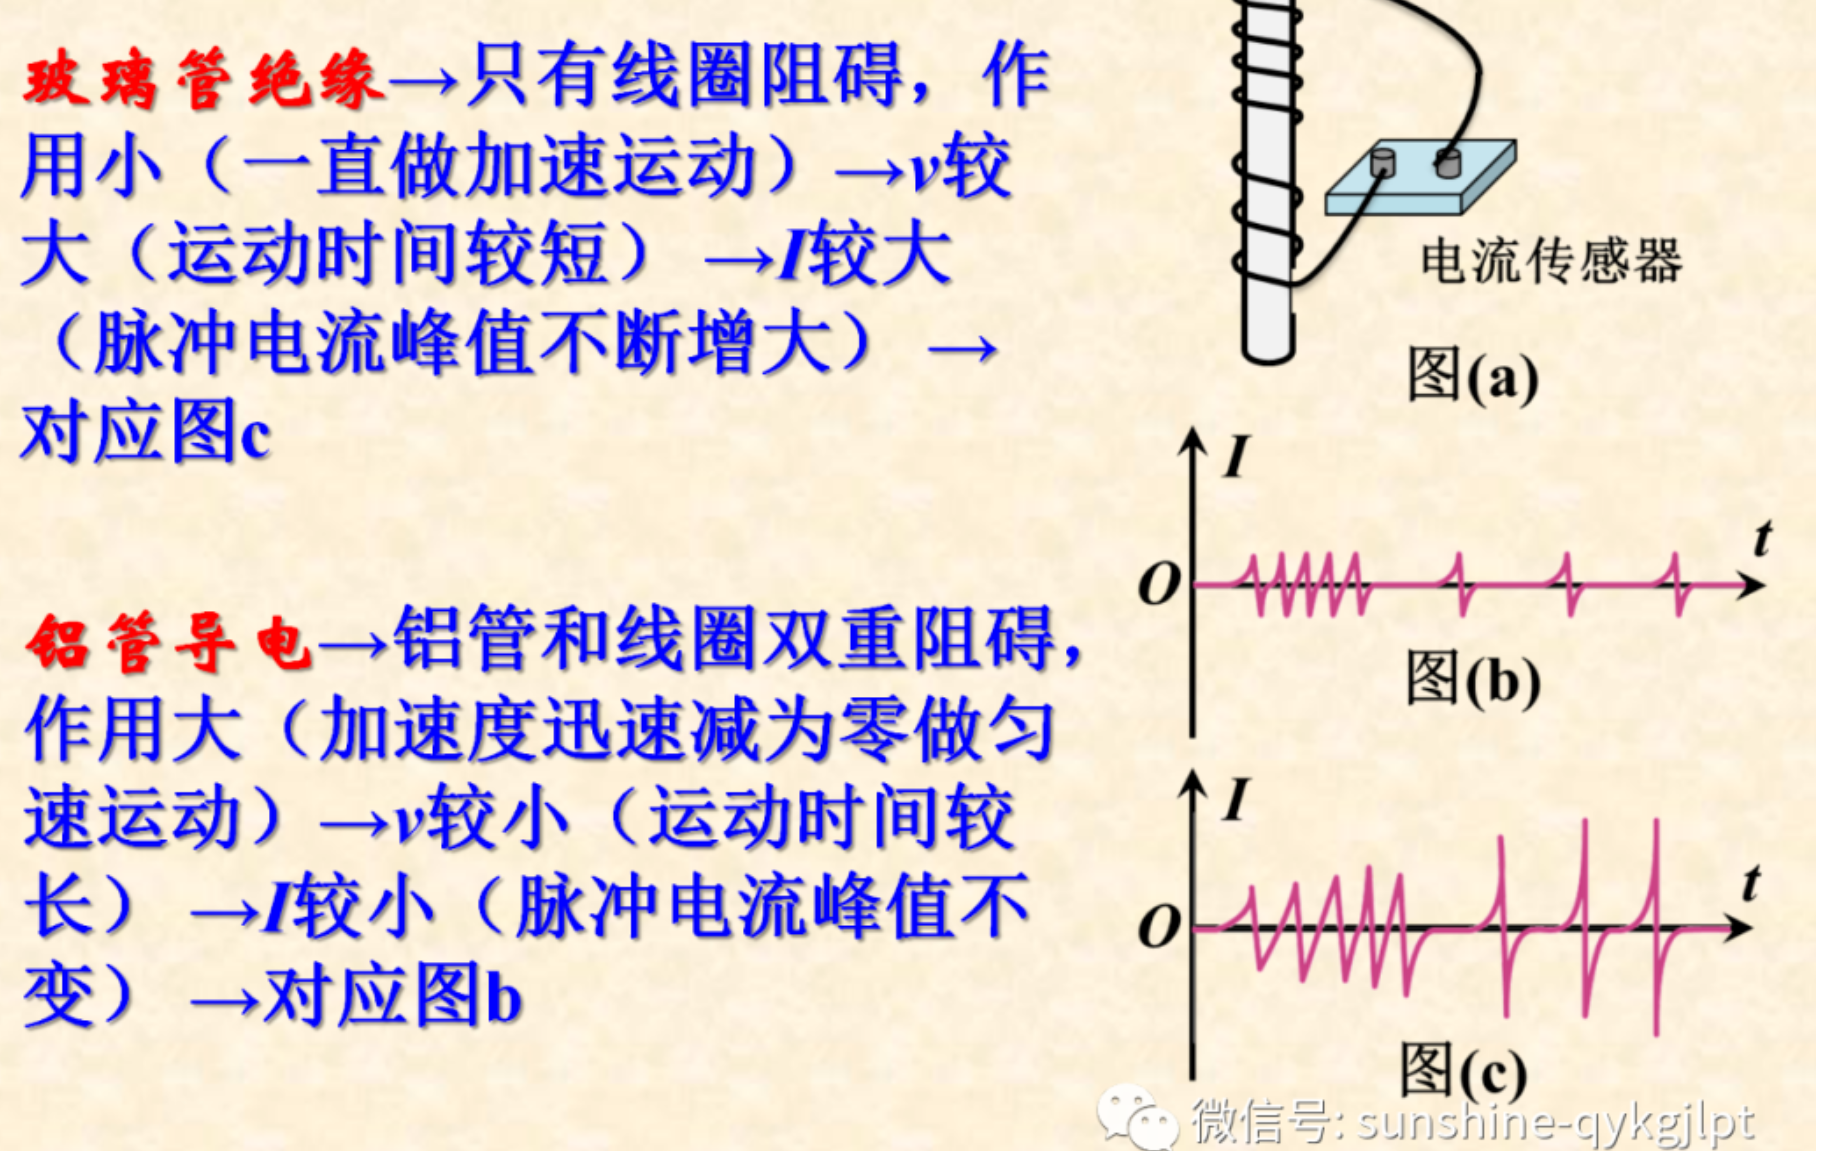 玻璃管绝缘→只有线圈阻碍，作
用小（一直做加速运动）→v较
大（运动时间较短）→I较大
（脉冲电流峰值不断增大）→
对应图c
铝管导电→铝管和线圈双重阻碍，
作用大（加速度迅速减为零做匀
速运动）→v较小（运动时间较
长）→I较小（脉冲电流峰值不
变）→对应图b
电流传感器
图(a)
I
t
O
图(b)
I
t
O
图(c)
微信号: sunshine-qykgjlpt